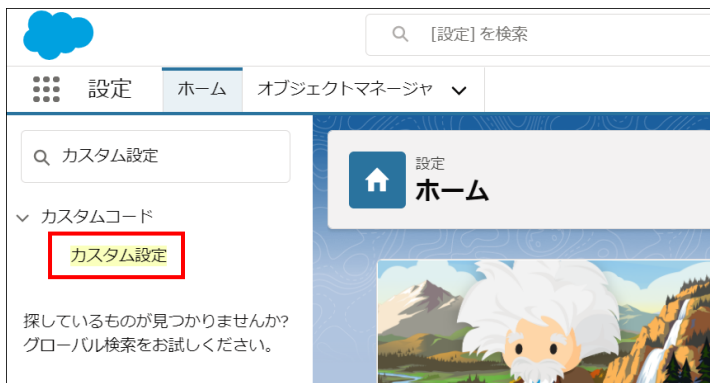 [設定] を検索
設定
ホーム
オブジェクトマネージャ
カスタム設定
設定
ホーム
カスタムコード
カスタム設定
探しているものが見つかりませんか?
グローバル検索をお試しください。